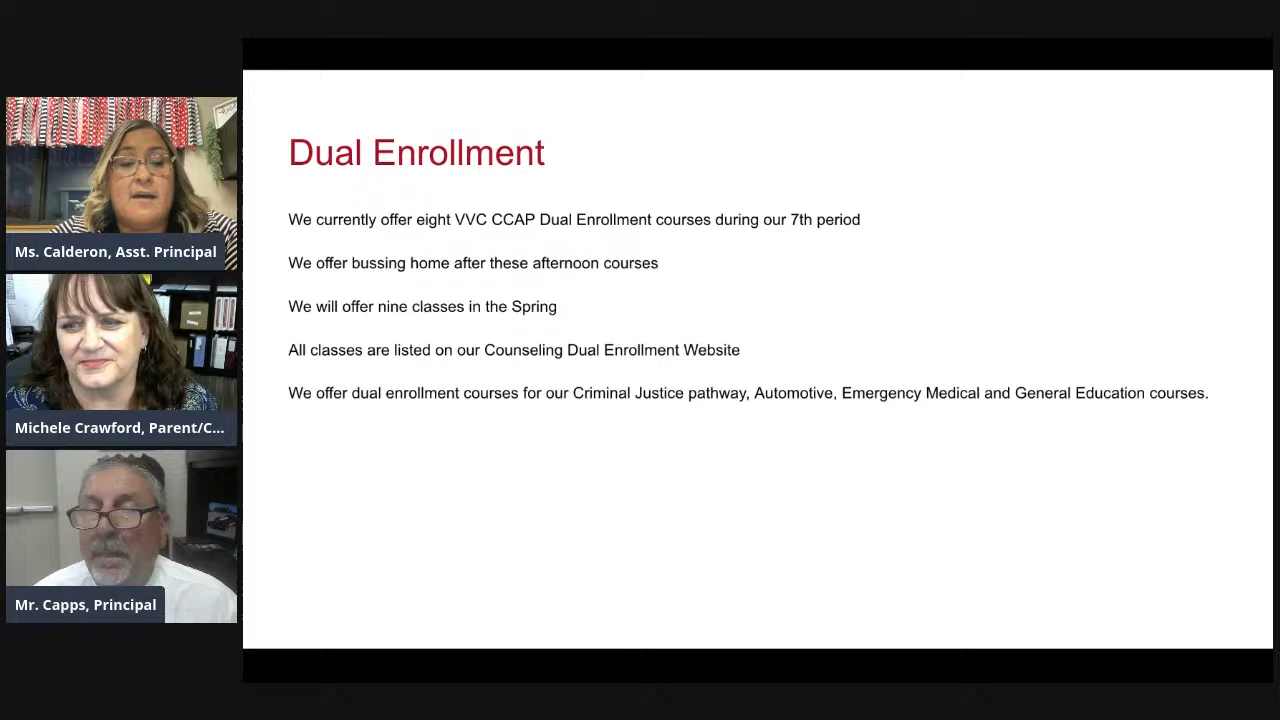 Ms. Calderon, Asst. Principal
Michele Crawford, Parent/C...
Mr. Capps, Principal
Dual Enrollment
We currently offer eight VVC CCAP Dual Enrollment courses during our 7th period
We offer bussing home after these afternoon courses
We will offer nine classes in the Spring
All classes are listed on our Counseling Dual Enrollment Website
We offer dual enrollment courses for our Criminal Justice pathway, Automotive, Emergency Medical and General Education courses.